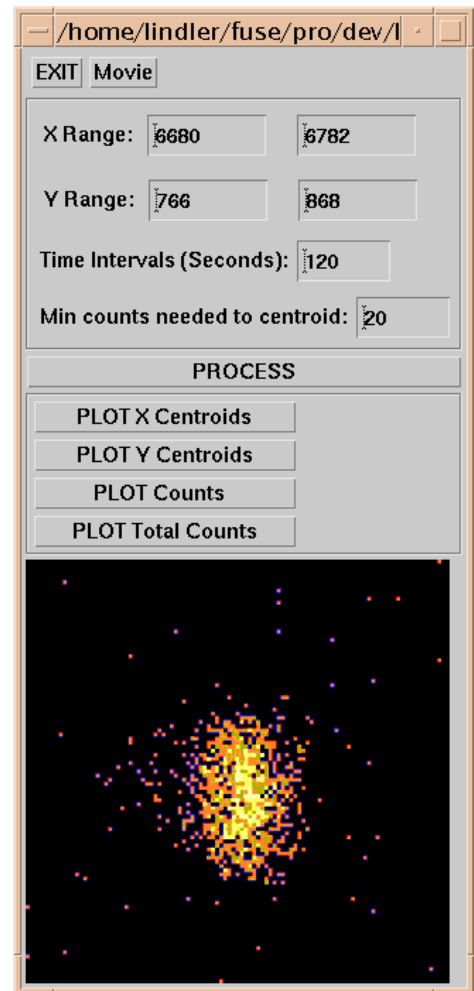 /home/lindler/fuse/pro/dev/l
EXIT Movie
X Range: 6680 6782
Y Range: 766 868
Time Intervals (Seconds): 120
Min counts needed to centroid: 20
PROCESS
PLOT X Centroids
PLOT Y Centroids
PLOT Counts
PLOT Total Counts